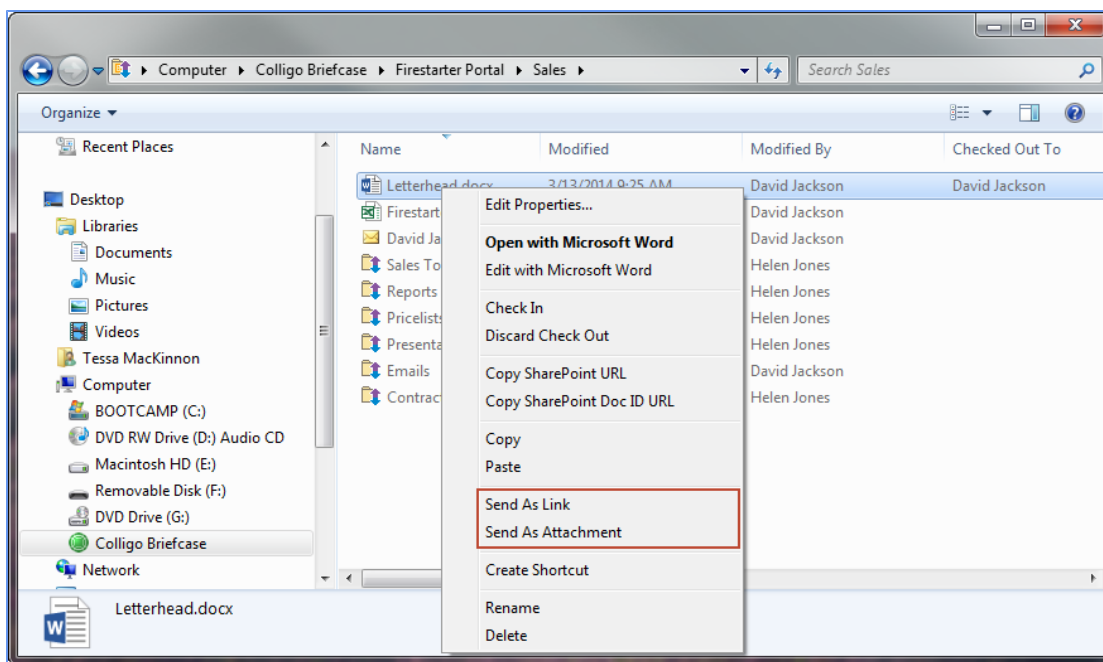 Computer Colligo Briefcase Firestarter Portal Sales
Search Sales
Organize
Recent Places
Desktop
Libraries
Documents
Music
Pictures
Videos
Tessa MacKinnon
Computer
BOOTCAMP (C:)
DVD RW Drive (D:) Audio CD
Macintosh HD (E:)
Removable Disk (F:)
DVD Drive (G:)
Colligo Briefcase
Network
Name Modified Modified By Checked Out To
Letterhead.docx 3/13/2014 9:25 AM David Jackson David Jackson
Firestart David Jackson
David Ja David Jackson
Sales To Helen Jones
Reports Helen Jones
Pricelists Helen Jones
Presenta Helen Jones
Emails David Jackson
Contrac Helen Jones
Edit Properties...
Open with Microsoft Word
Edit with Microsoft Word
Check In
Discard Check Out
Copy SharePoint URL
Copy SharePoint Doc ID URL
Copy
Paste
Send As Link
Send As Attachment
Create Shortcut
Rename
Delete
Letterhead.docx